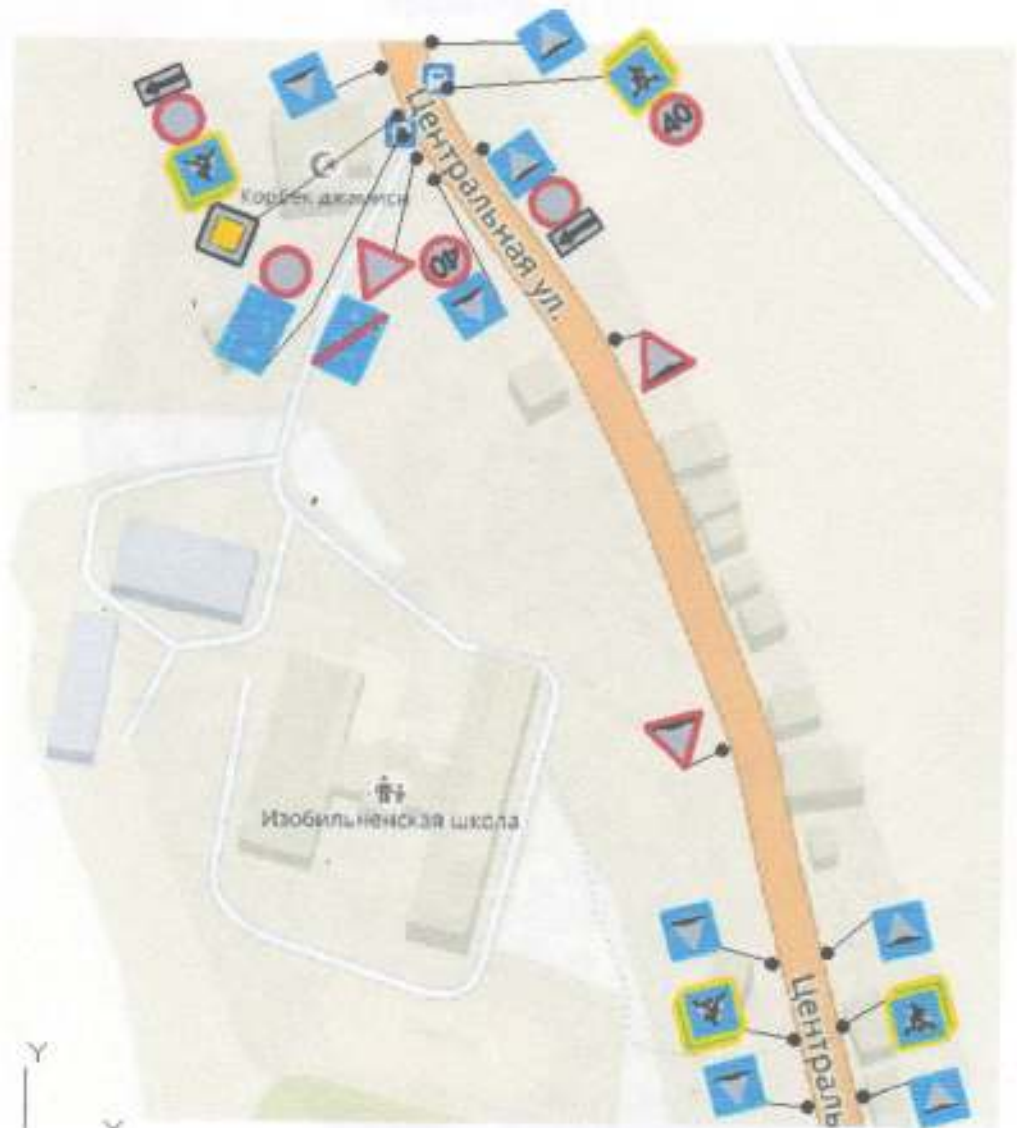 40
Центральная ул.
Корбек джамиси
40
Изобильненская школа
Централь
Y
X